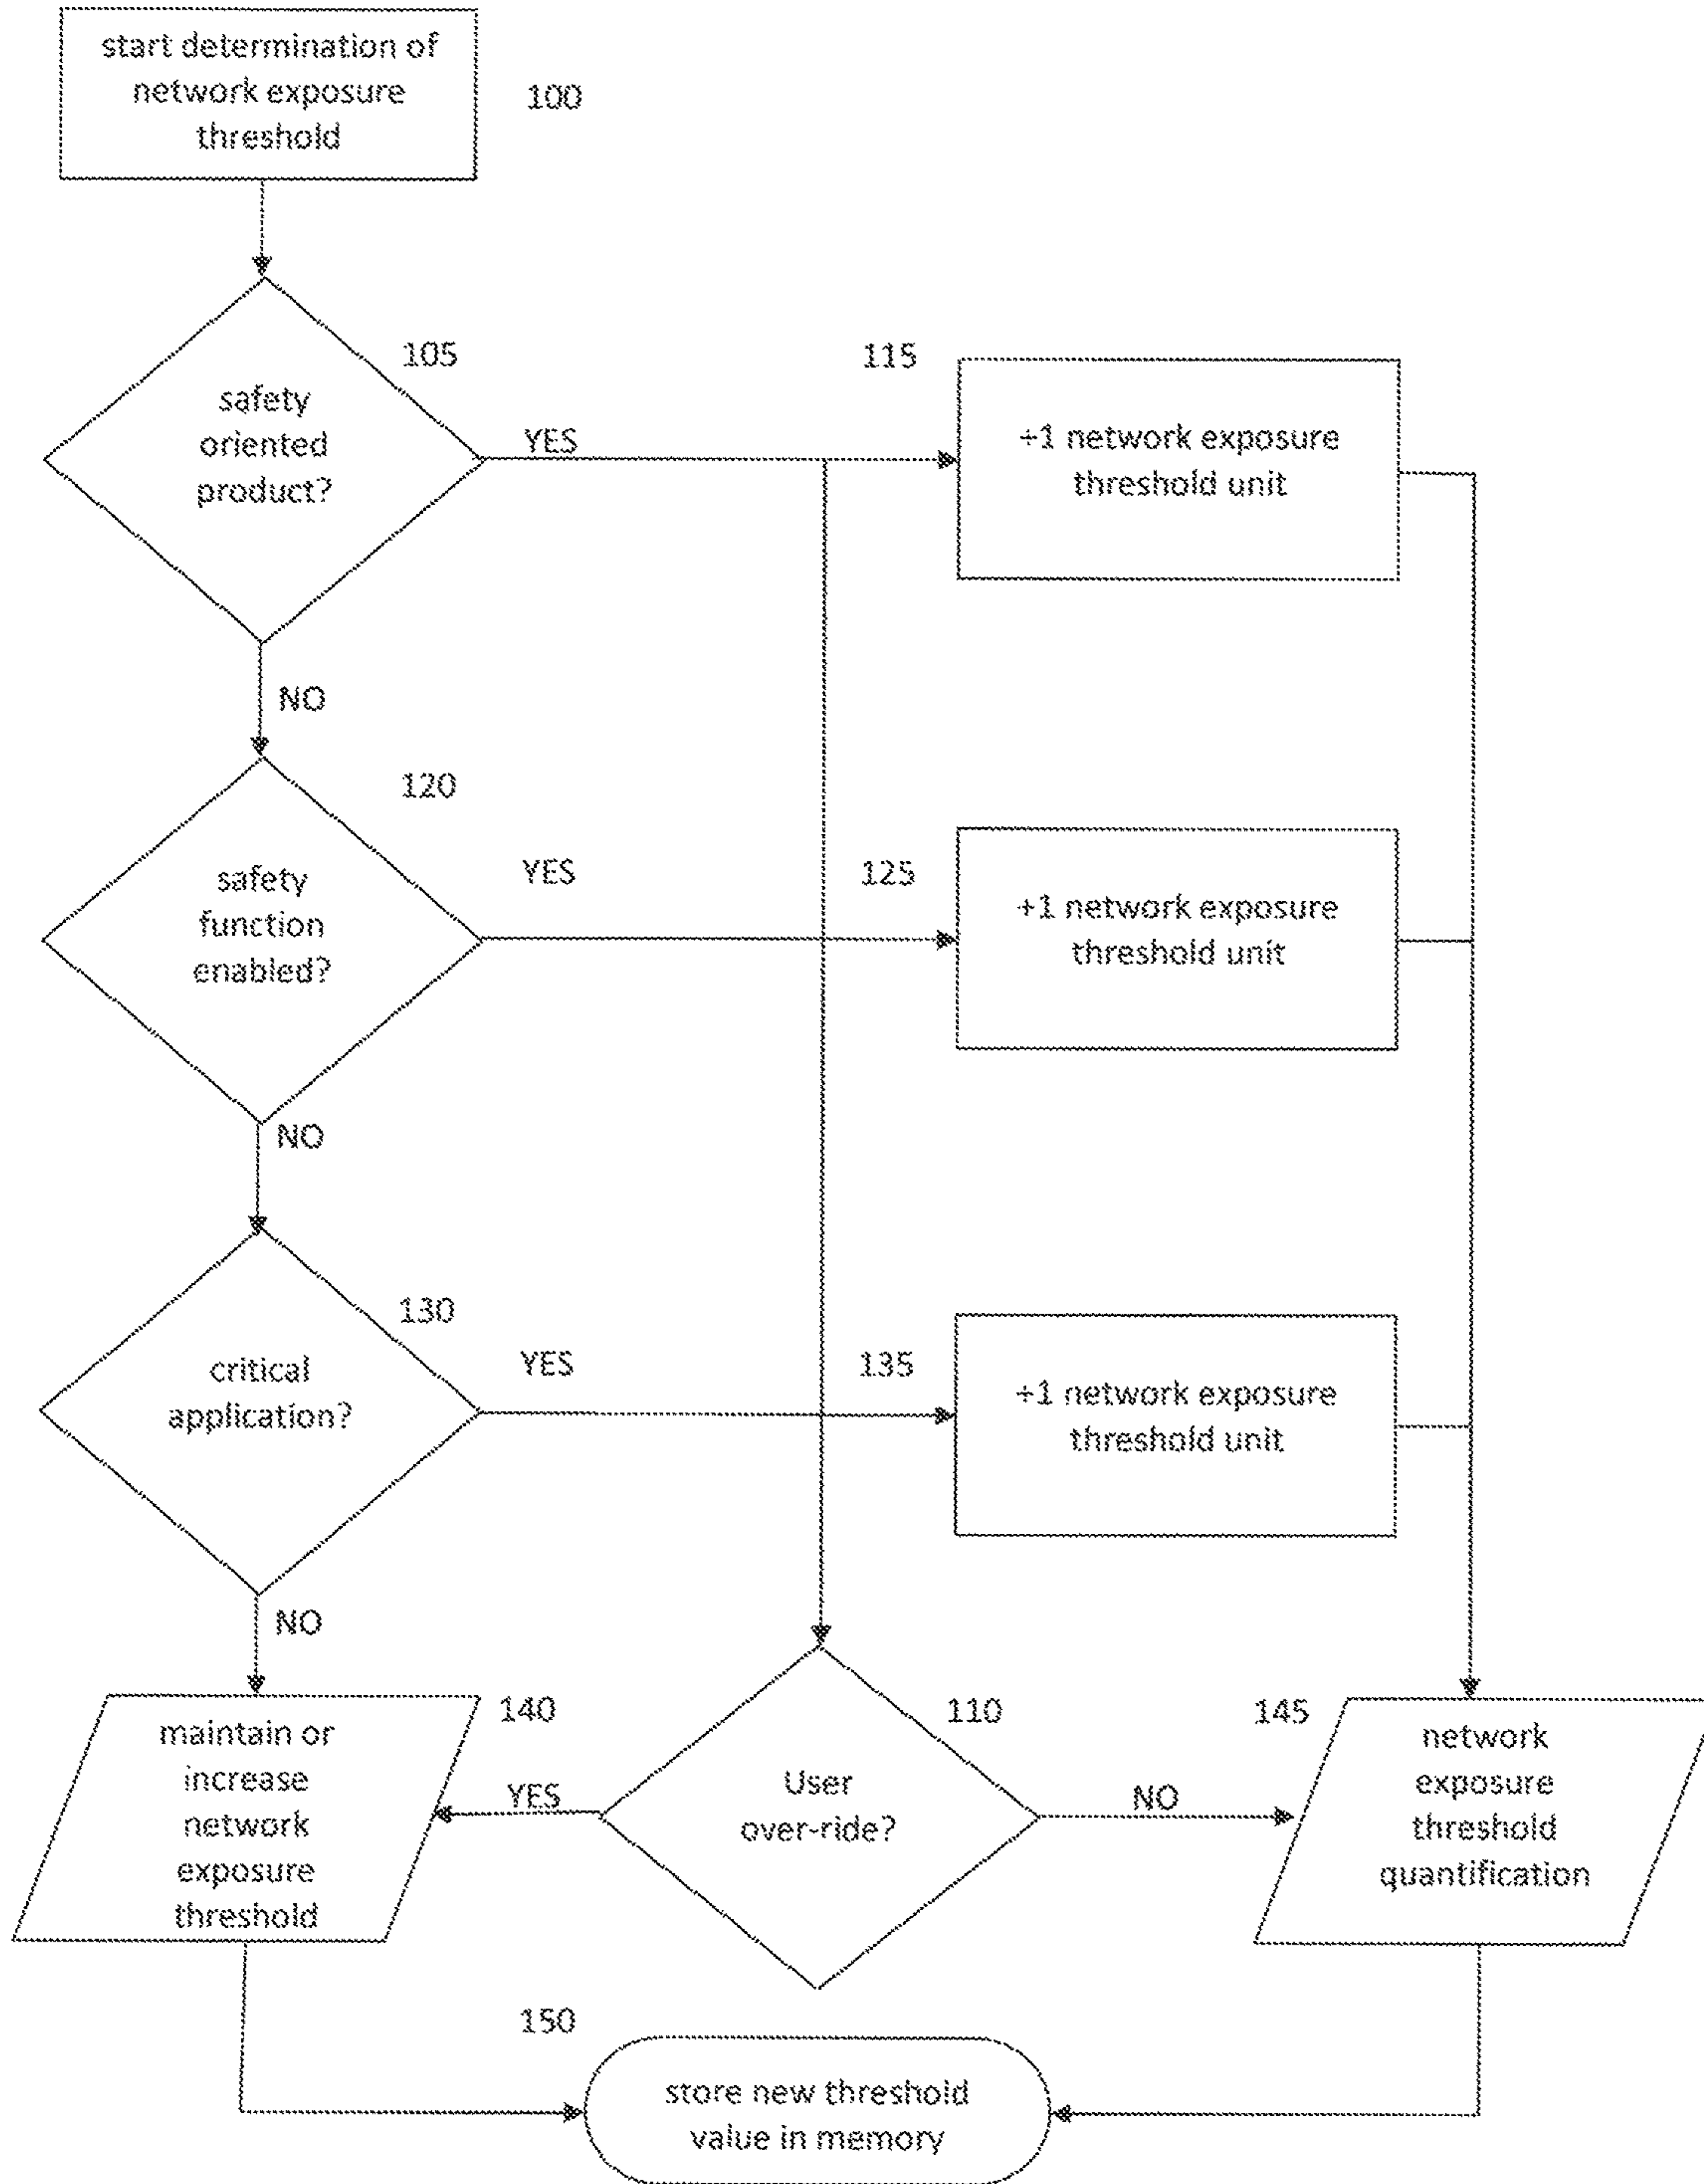 start determination of
network exposure
threshold
100
105
safety
oriented
product?
YES
115
+1 network exposure
threshold unit
NO
120
safety
function
enabled?
YES
125
+1 network exposure
threshold unit
NO
130
critical
application?
YES
135
+1 network exposure
threshold unit
NO
maintain or
increase
network
exposure
threshold
140
YES
110
User
over-ride?
NO
145
network
exposure
threshold
quantification
150
store new threshold
value in memory